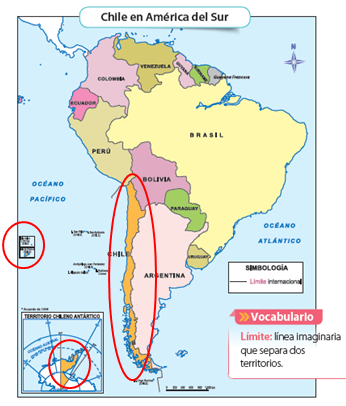 Chile en América del Sur
VENEZUELA
COLOMBIA
ECUADOR
BRASIL
PERÚ
OCÉANO
PACÍFICO
BOLIVIA
PARAGUAY
OCÉANO
ATLÁNTICO
CHILE
URUGUAY
ARGENTINA
SIMBOLOGÍA
Límite internacional
Vocabulario
Límite: línea imaginaria
que separa dos
territorios.
TERRITORIO CHILENO ANTÁRTICO